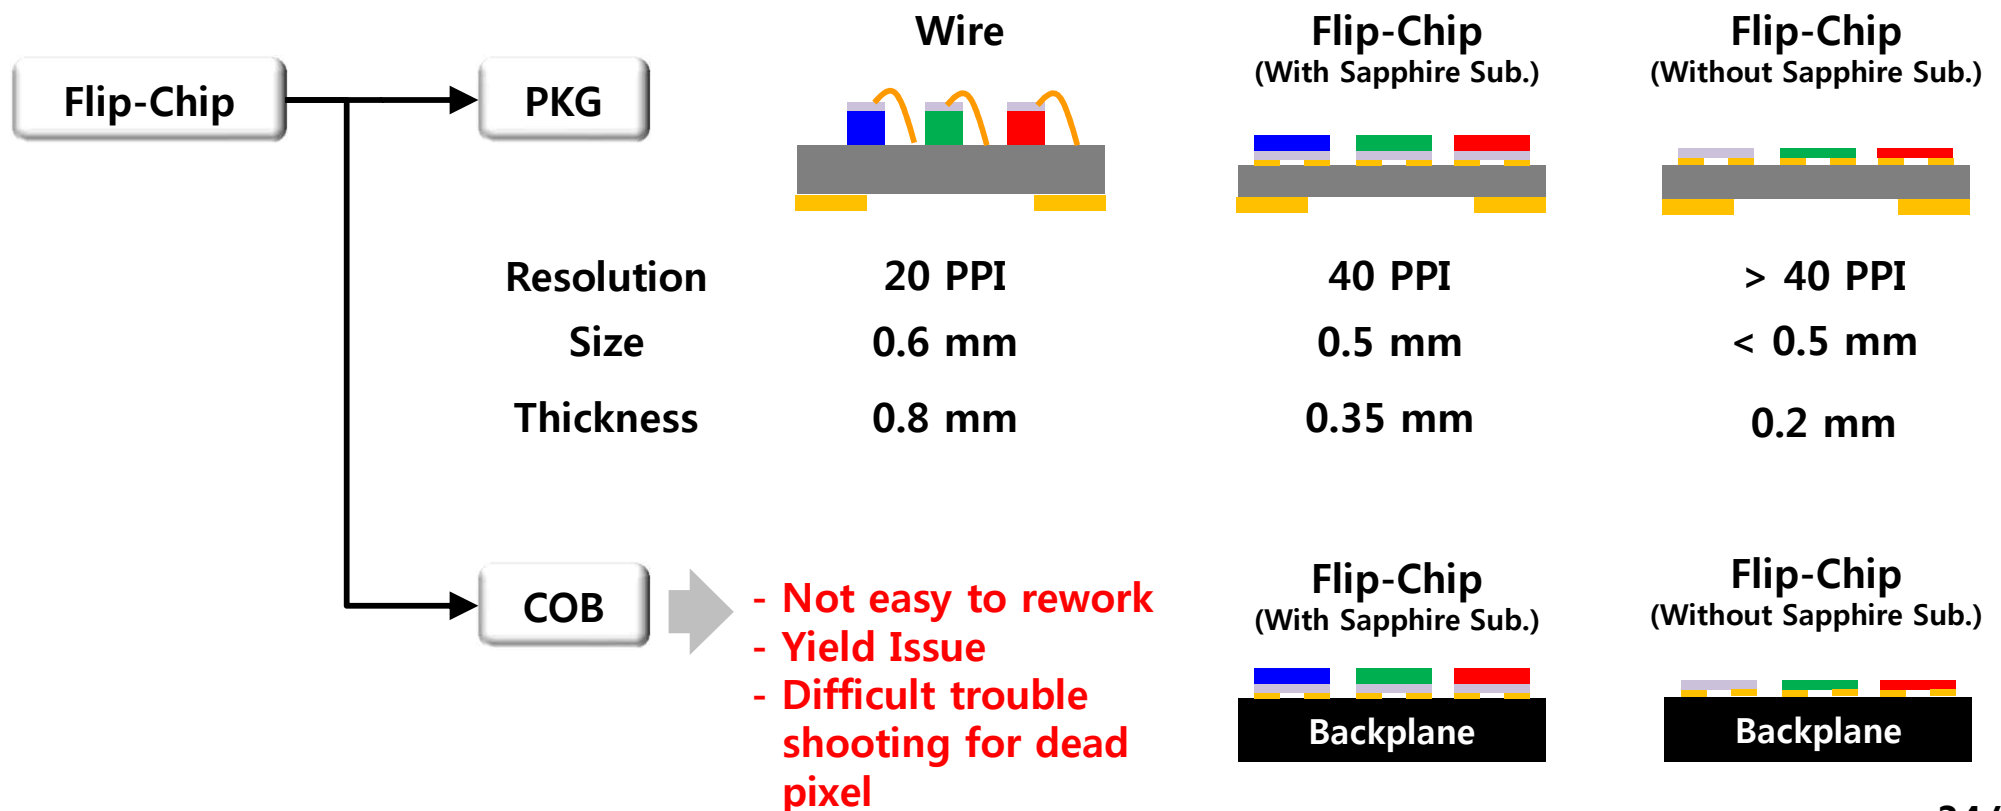 Flip-Chip
PKG
Wire
Flip-Chip
(With Sapphire Sub.)
Flip-Chip
(Without Sapphire Sub.)
Resolution 20 PPI 40 PPI > 40 PPI
Size 0.6 mm 0.5 mm < 0.5 mm
Thickness 0.8 mm 0.35 mm 0.2 mm
COB
- Not easy to rework
- Yield Issue
- Difficult trouble
shooting for dead
pixel
Flip-Chip
(With Sapphire Sub.)
Backplane
Flip-Chip
(Without Sapphire Sub.)
Backplane